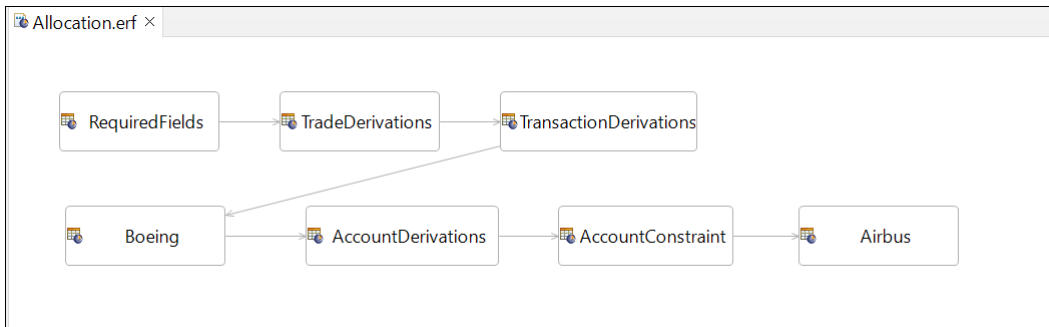 Allocation.erf ×
RequiredFields TradeDerivations TransactionDerivations
Boeing AccountDerivations AccountConstraint Airbus